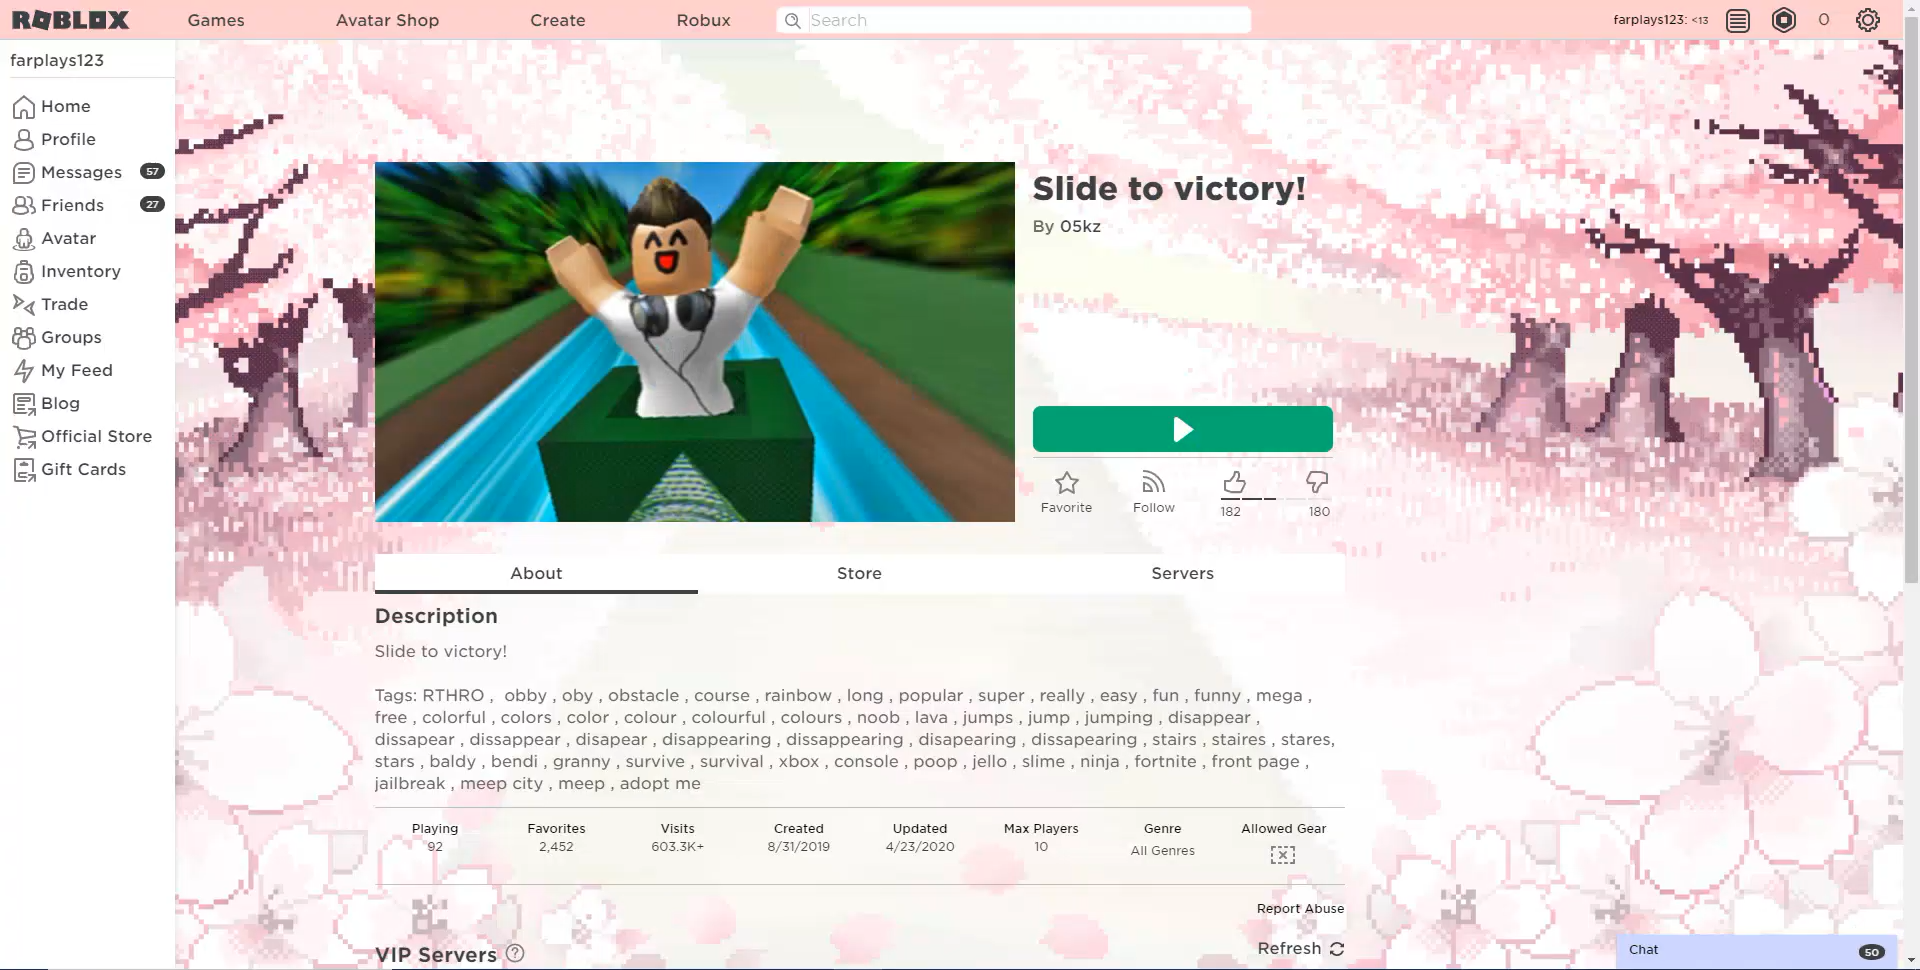 ROBLOX Games Avatar Shop Create Robux Search farplays123: <13 0
farplays123
Home
Profile
Messages 57
Friends 27
Avatar
Inventory
Trade
Groups
My Feed
Blog
Official Store
Gift Cards
Slide to victory!
By 05kz
Favorite Follow 182 180
About Store Servers
Description
Slide to victory!
Tags: RTHRO ,  obby , oby , obstacle , course , rainbow , long , popular , super , really , easy , fun , funny , mega ,
free , colorful , colors , color , colour , colourful , colours , noob , lava , jumps , jump , jumping , disappear ,
dissapear , dissappear , disapear , disappearing , dissappearing , disapearing , dissapearing , stairs , staires , stares,
stars , baldy , bendi , granny , survive , survival , xbox , console , poop , jello , slime , ninja , fortnite , front page ,
jailbreak , meep city , meep , adopt me
Playing Favorites Visits Created Updated Max Players Genre Allowed Gear
92 2,452 603.3K+ 8/31/2019 4/23/2020 10 All Genres
Report Abuse
VIP Servers ? Refresh
Chat 50